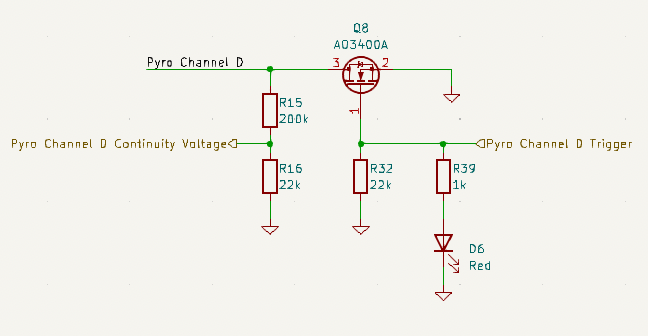 Q8
AO3400A
Pyro Channel D
3
2
1
R15
200k
Pyro Channel D Continuity Voltage
Pyro Channel D Trigger
R16
22k
R32
22k
R39
1k
D6
Red